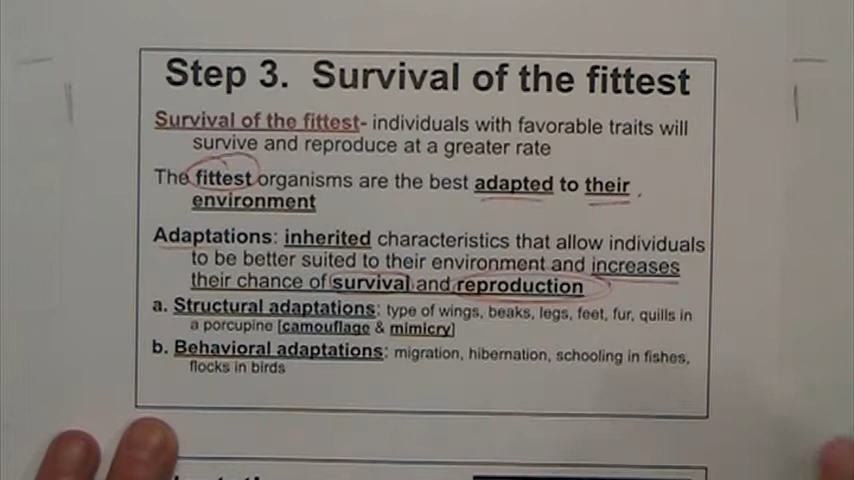 Step 3. Survival of the fittest
Survival of the fittest- individuals with favorable traits will
survive and reproduce at a greater rate
The fittest organisms are the best adapted to their
environment
Adaptations: inherited characteristics that allow individuals
to be better suited to their environment and increases
their chance of survival and reproduction
a. Structural adaptations: type of wings, beaks, legs, feet, fur, quills in
a porcupine [camouflage & mimicry]
b. Behavioral adaptations: migration, hibernation, schooling in fishes,
flocks in birds